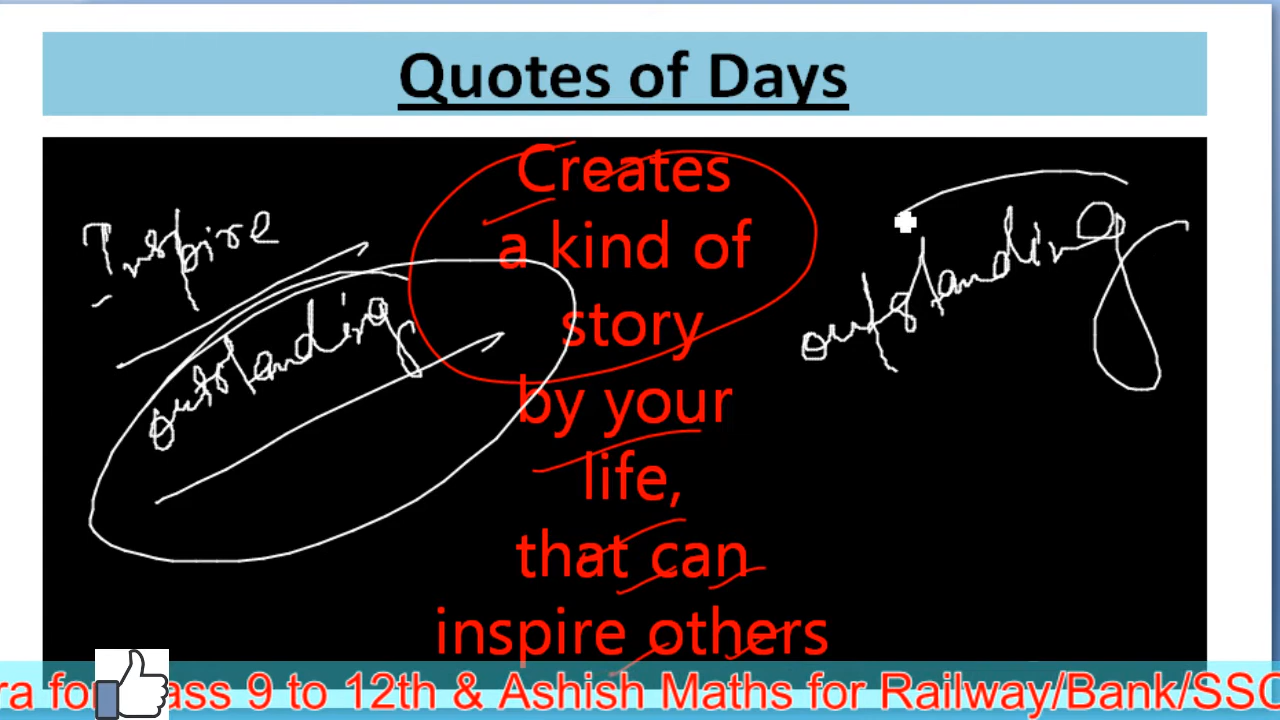 Quotes of Days
Creates
a kind of
story
by your
life,
that can
inspire others
Inspire
outstanding
outstanding
ra for Class 9 to 12th & Ashish Maths for Railway/Bank/SSC